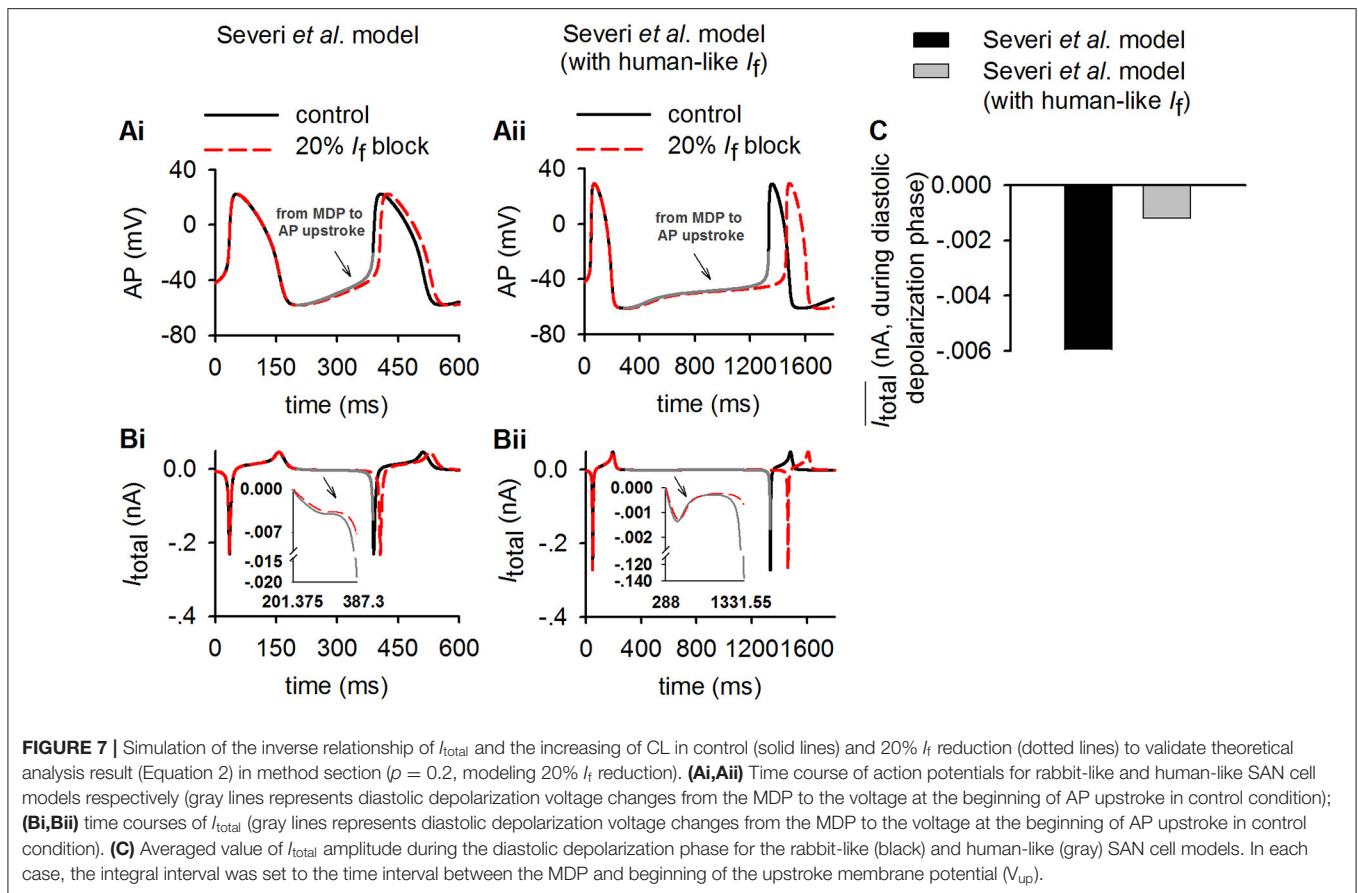 Severi et al. model
Severi et al. model
(with human-like If)
Severi et al. model
Severi et al. model
(with human-like If)
Ai
control
20% If block
40
0
-40
-80
AP (mV)
from MDP to
AP upstroke
0 150 300 450 600
time (ms)
Aii
control
20% If block
40
0
-40
-80
AP (mV)
from MDP to
AP upstroke
0 400 800 1200 1600
time (ms)
C
0.000
-.002
-.004
-.006
Itotal (nA, during diastolic
depolarization phase)
Bi
0.0
-.2
-.4
Itotal (nA)
0.000
-.007
-.015
-.020
201.375 387.3
0 150 300 450 600
time (ms)
Bii
0.0
-.2
-.4
Itotal (nA)
0.000
-.001
-.002
-.120
-.140
288 1331.55
0 400 800 1200 1600
time (ms)
FIGURE 7 | Simulation of the inverse relationship of Itotal and the increasing of CL in control (solid lines) and 20% If reduction (dotted lines) to validate theoretical
analysis result (Equation 2) in method section (p = 0.2, modeling 20% If reduction). (Ai,Aii) Time course of action potentials for rabbit-like and human-like SAN cell
models respectively (gray lines represents diastolic depolarization voltage changes from the MDP to the voltage at the beginning of AP upstroke in control condition);
(Bi,Bii) time courses of Itotal (gray lines represents diastolic depolarization voltage changes from the MDP to the voltage at the beginning of AP upstroke in control
condition). (C) Averaged value of Itotal amplitude during the diastolic depolarization phase for the rabbit-like (black) and human-like (gray) SAN cell models. In each
case, the integral interval was set to the time interval between the MDP and beginning of the upstroke membrane potential (Vup).